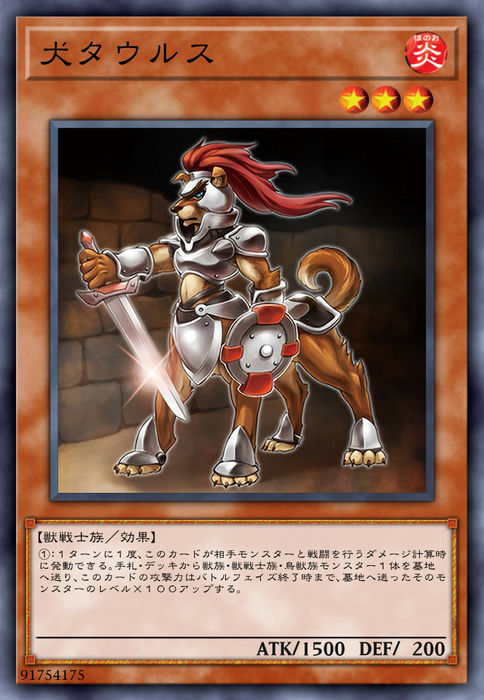 犬タウルス
ほのお
炎
【獣戦士族／効果】
①：１ターンに１度、このカードが相手モンスターと戦闘を行うダメージ計算時
に発動できる。手札・デッキから獣族・獣戦士族・鳥獣族モンスター１体を墓地
へ送り、このカードの攻撃力はバトルフェイズ終了時まで、墓地へ送ったそのモ
ンスターのレベル×１００アップする。
ATK/1500 DEF/ 200
91754175